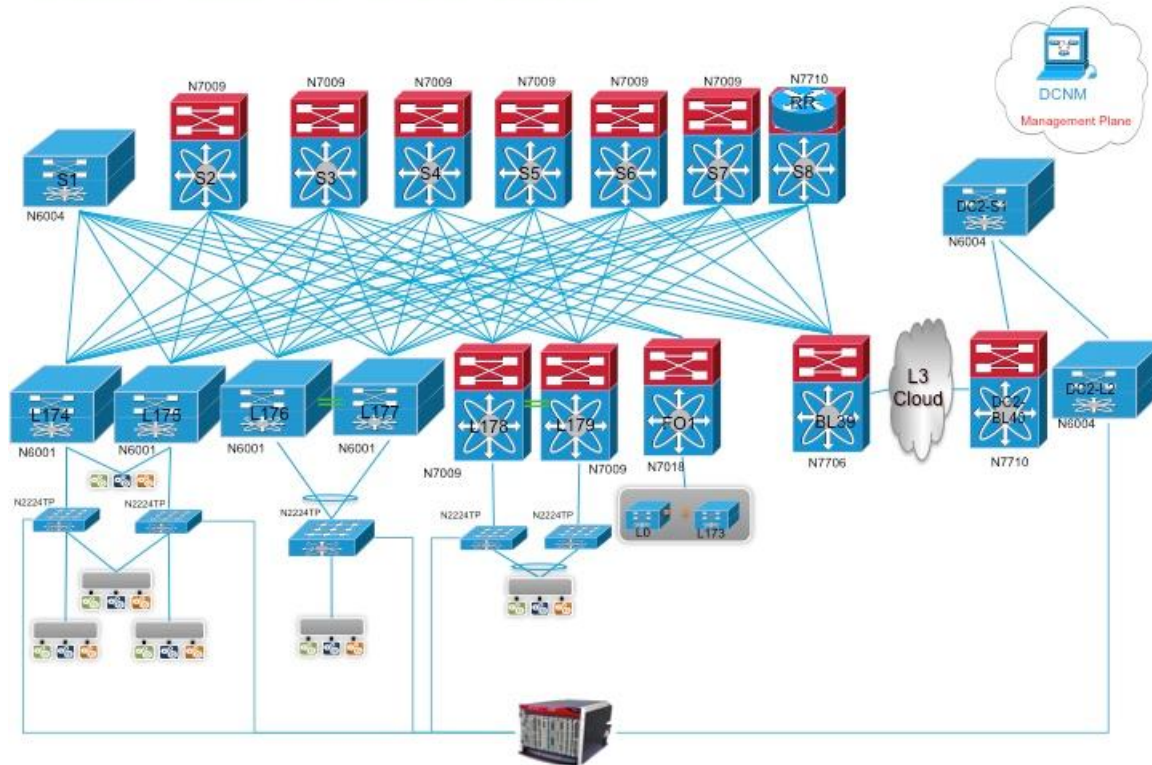 N7009
N7009
N7009
N7009
N7009
N7009
N7710
RR
DCNM
Management Plane
S1
S2
S3
S4
S5
S6
S7
S8
N6004
DC2-S1
N6004
L174
L175
L176
L177
L178
L179
FO1
BL39
L3
Cloud
DC2-
BL43
DC2-L2
N6001
N6001
N6001
N6001
N7009
N7009
N7018
N7706
N7710
N6004
N2224TP
N2224TP
N2224TP
N2224TP
N2224TP
L0
L173